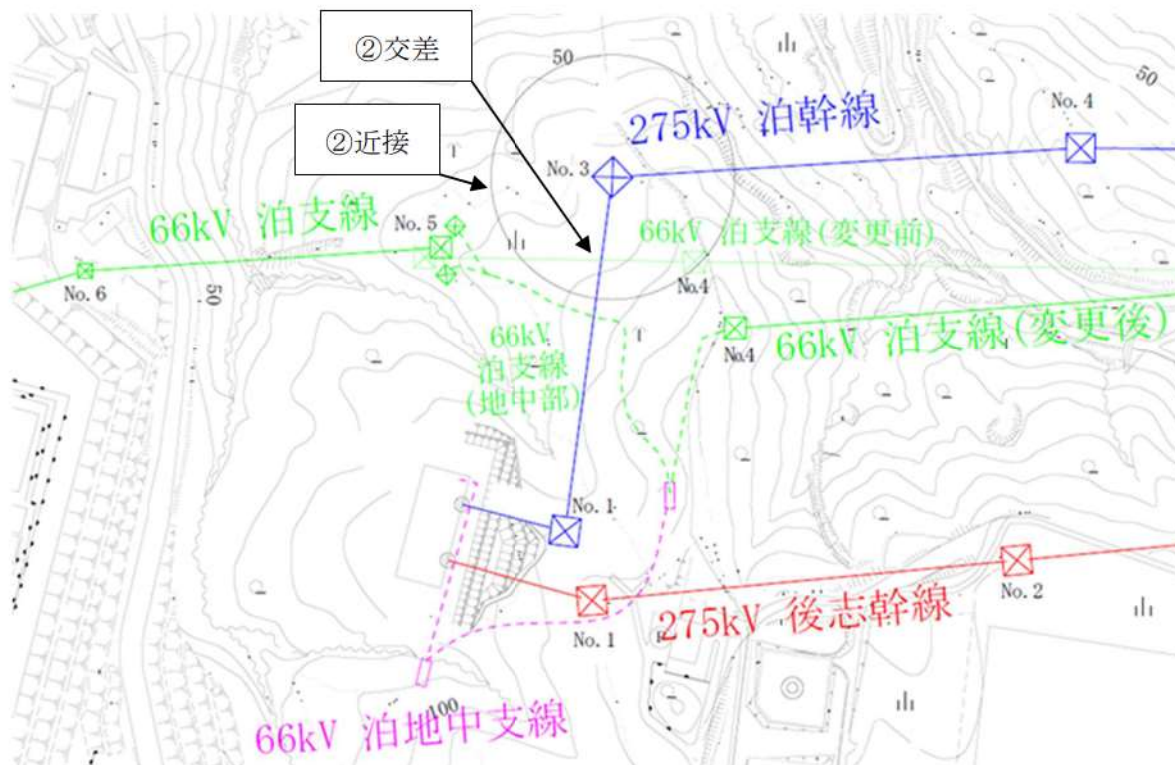 ②交差
②近接
50
50
275kV 泊幹線
No.4
No.3
66kV 泊支線
No.5
66kV 泊支線(変更前)
No.6
50
No.4
No.4
66kV 泊支線(変更後)
66kV
泊支線
(地中部)
No.1
No.2
No.1
275kV 後志幹線
100
66kV 泊地中支線